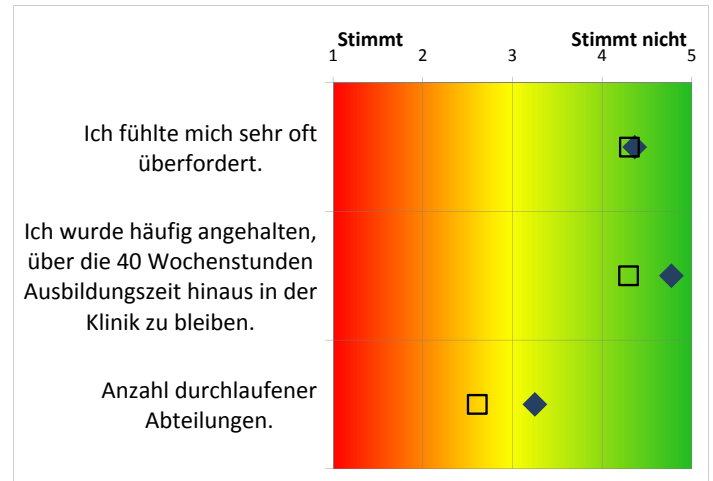 Stimmt Stimmt nicht
1 2 3 4 5
Ich fühlte mich sehr oft
überfordert.
Ich wurde häufig angehalten,
über die 40 Wochenstunden
Ausbildungszeit hinaus in der
Klinik zu bleiben.
Anzahl durchlaufener
Abteilungen.